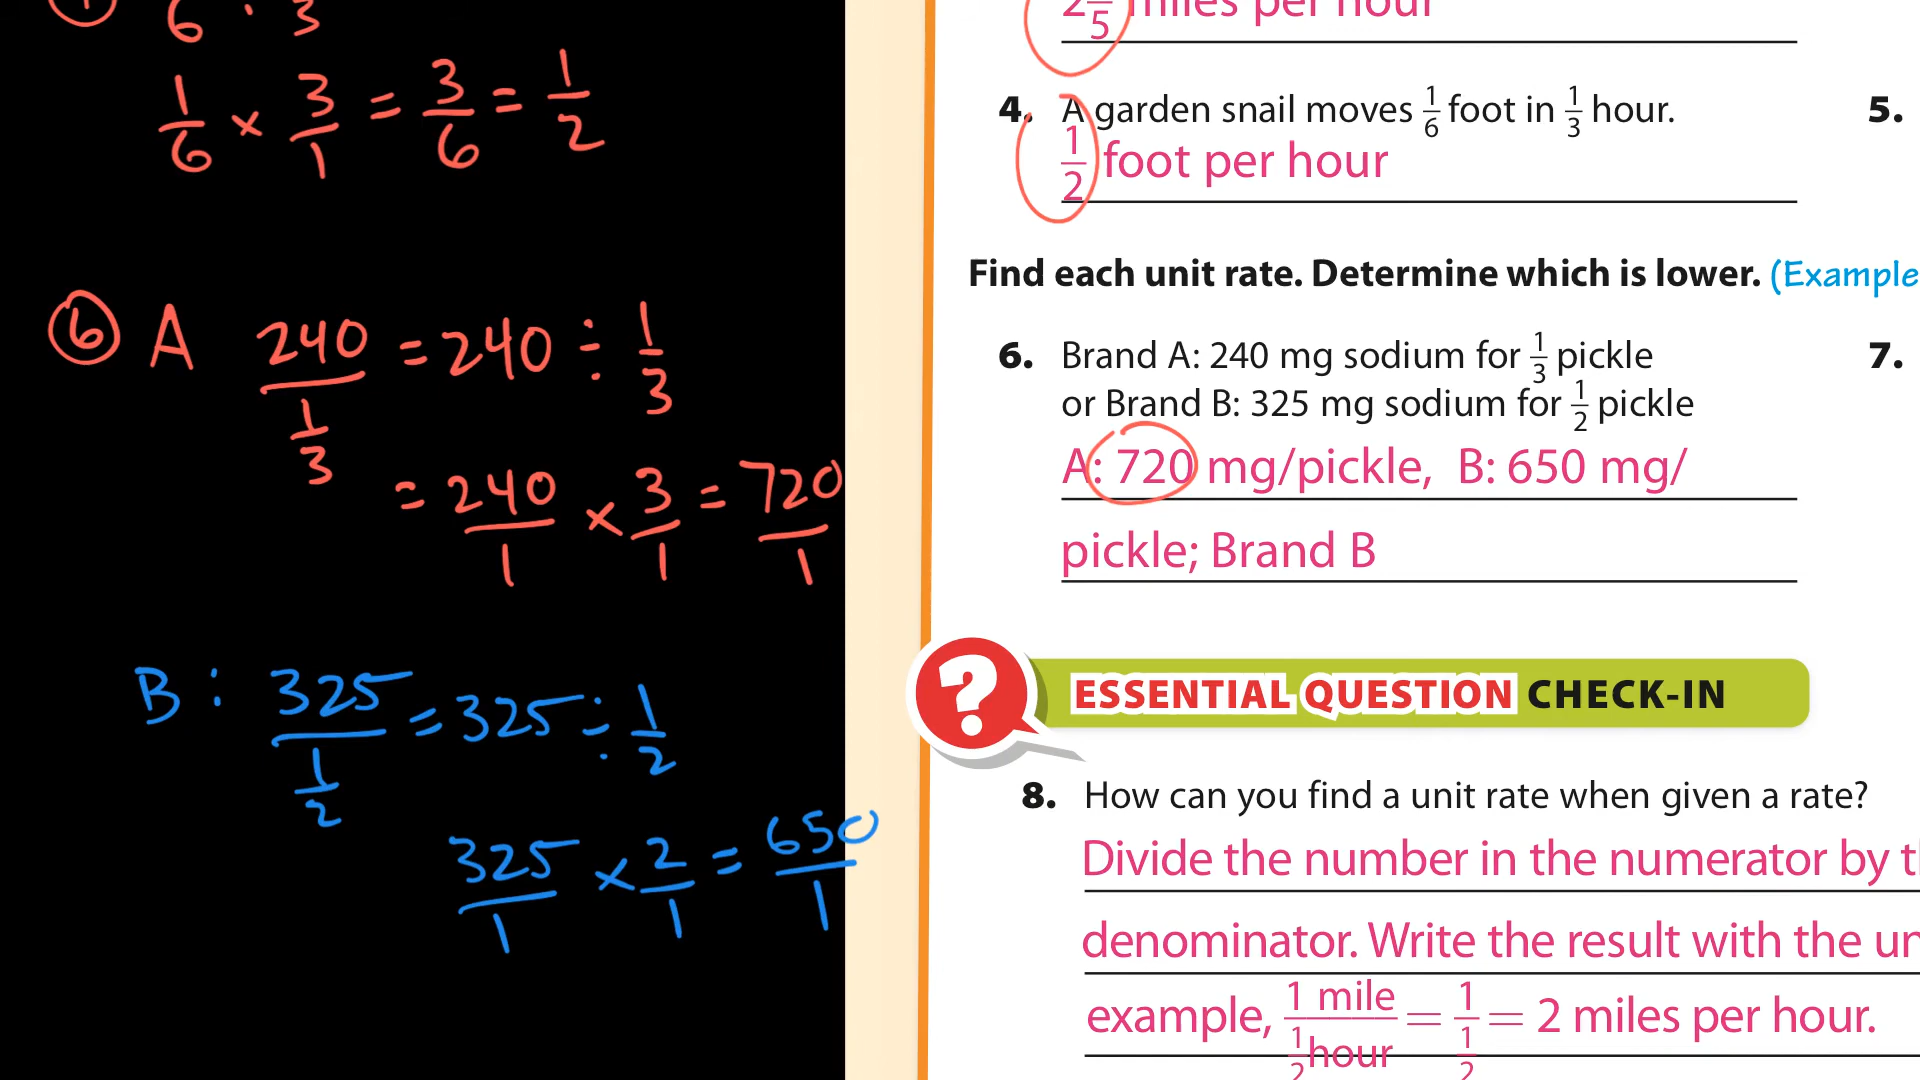 6 ÷ 3
1/6 × 3/1 = 3/6 = 1/2
6 A 240/(1/3) = 240 ÷ 1/3
= 240/1 × 3/1 = 720/1
B: 325/(1/2) = 325 ÷ 1/2
325/1 × 2/1 = 650/1
2 /5 miles per hour
4. A garden snail moves 1/6 foot in 1/3 hour.
1/2 foot per hour
5.
Find each unit rate. Determine which is lower. (Example
6. Brand A: 240 mg sodium for 1/3 pickle
or Brand B: 325 mg sodium for 1/2 pickle
A: 720 mg/pickle, B: 650 mg/
pickle; Brand B
7.
ESSENTIAL QUESTION CHECK-IN
8. How can you find a unit rate when given a rate?
Divide the number in the numerator by
denominator. Write the result with the
example, 1 mile/(1/2 hour) = 1/(1/2) = 2 miles per hour.